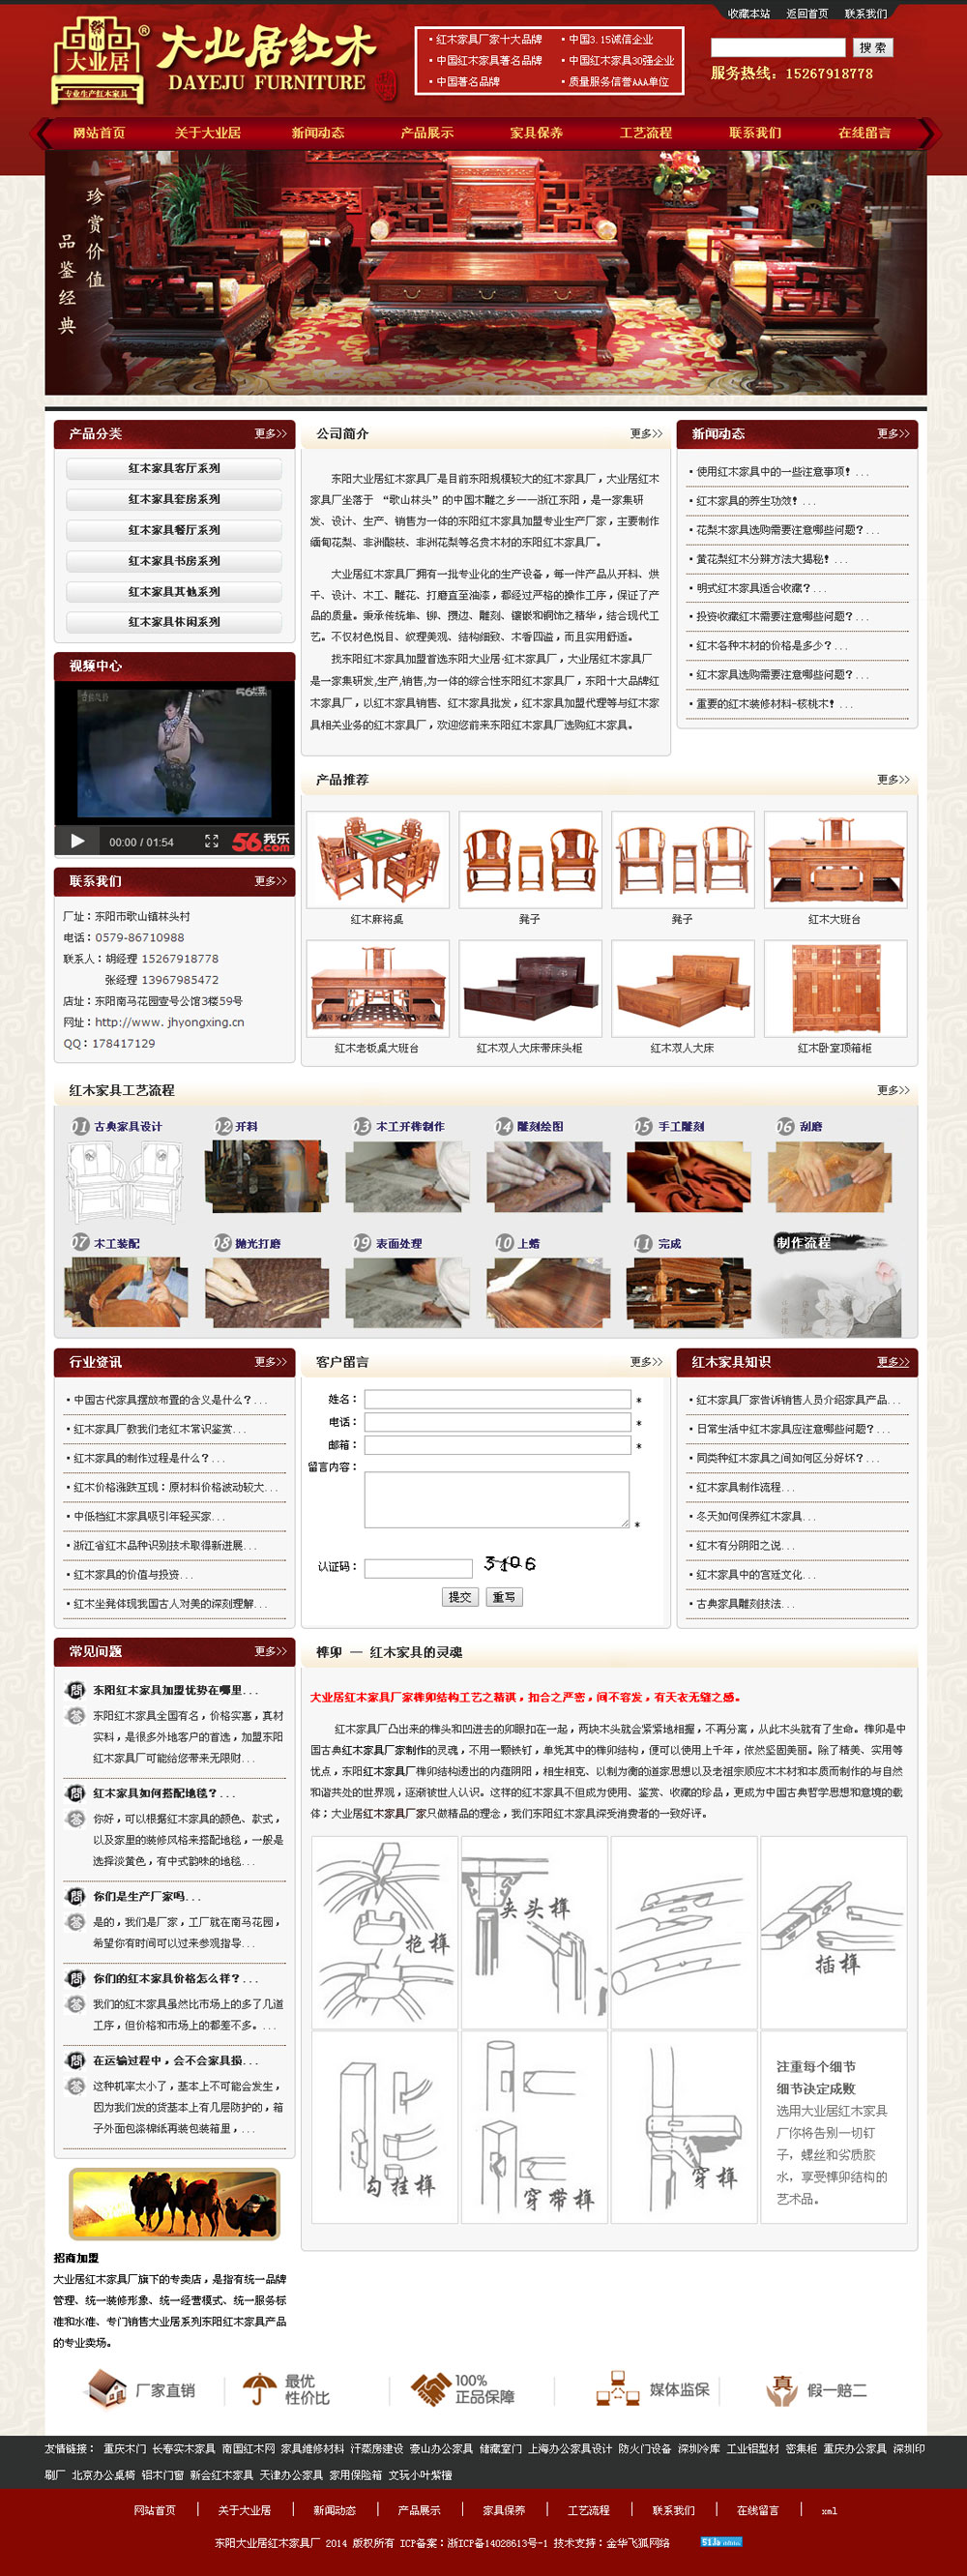 收藏本站 返回首页 联系我们
大业居
专业生产红木家具
®
大业居红木
DAYEJU FURNITURE
·红木家具厂家十大品牌 ·中国3.15诚信企业
·中国红木家具著名品牌 ·中国红木家具30强企业
·中国著名品牌 ·质量服务信誉AAA单位
搜 索
服务热线：15267918778
网站首页 关于大业居 新闻动态 产品展示 家具保养 工艺流程 联系我们 在线留言
珍赏价值
品鉴经典
产品分类 更多>>
红木家具客厅系列
红木家具套房系列
红木家具餐厅系列
红木家具书房系列
红木家具其他系列
红木家具休闲系列
视频中心
56.com
00:00 / 01:54
56.com 我乐
联系我们 更多>>
厂址：东阳市歌山镇林头村
电话：0579-86710988
联系人：胡经理 15267918778
张经理 13967985472
店址：东阳南马花园壹号公馆3楼59号
网址：http://www. jhyongxing.cn
QQ：178417129
公司简介 更多>>
东阳大业居红木家具厂是目前东阳规模较大的红木家具厂，大业居红木
家具厂坐落于 “歌山林头”的中国木雕之乡——浙江东阳，是一家集研
发、设计、生产、销售为一体的东阳红木家具加盟专业生产厂家，主要制作
缅甸花梨、非洲酸枝、非洲花梨等名贵木材的东阳红木家具厂。
大业居红木家具厂拥有一批专业化的生产设备，每一件产品从开料、烘
干、设计、木工、雕花、打磨直至油漆，都经过严格的操作工序，保证了产
品的质量。秉承传统隼、铆、攒边、雕刻、镶嵌和铜饰之精华，结合现代工
艺。不仅材色悦目、纹理美观、结构细致、木香四溢，而且实用舒适。
找东阳红木家具加盟首选东阳大业居·红木家具厂，大业居红木家具厂
是一家集研发,生产,销售,为一体的综合性东阳红木家具厂，东阳十大品牌红
木家具厂，以红木家具销售、红木家具批发，红木家具加盟代理等与红木家
具相关业务的红木家具厂，欢迎您前来东阳红木家具厂选购红木家具。
新闻动态 更多>>
·使用红木家具中的一些注意事项！...
·红木家具的养生功效！...
·花梨木家具选购需要注意哪些问题？...
·黄花梨红木分辨方法大揭秘！...
·明式红木家具适合收藏？...
·投资收藏红木需要注意哪些问题？...
·红木各种木材的价格是多少？...
·红木家具选购需要注意哪些问题？...
·重要的红木装修材料-核桃木！...
产品推荐 更多>>
红木麻将桌 凳子 凳子 红木大班台
红木老板桌大班台 红木双人大床带床头柜 红木双人大床 红木卧室顶箱柜
红木家具工艺流程 更多>>
01 古典家具设计 02 开料 03 木工开榫制作 04 雕刻绘图 05 手工雕刻 06 刮磨
07 木工装配 08 抛光打磨 09 表面处理 10 上蜡 11 完成 制作流程
行业资讯 更多>>
·中国古代家具摆放布置的含义是什么？...
·红木家具厂教我们老红木常识鉴赏...
·红木家具的制作过程是什么？...
·红木价格涨跌互现：原材料价格波动较大...
·中低档红木家具吸引年轻买家...
·浙江省红木品种识别技术取得新进展...
·红木家具的价值与投资...
·红木坐凳体现我国古人对美的深刻理解...
客户留言 更多>>
姓名： *
电话： *
邮箱： *
留言内容：
*
认证码： 3106
提交 重写
红木家具知识 更多>>
·红木家具厂家告诉销售人员介绍家具产品...
·日常生活中红木家具应注意哪些问题？...
·同类种红木家具之间如何区分好坏？...
·红木家具制作流程...
·冬天如何保养红木家具...
·红木有分阴阳之说...
·红木家具中的宫廷文化...
·古典家具雕刻技法...
常见问题 更多>>
問 东阳红木家具加盟优势在哪里...
答 东阳红木家具全国有名，价格实惠，真材
实料，是很多外地客户的首选，加盟东阳
红木家具厂可能给您带来无限财...
問 红木家具如何搭配地毯？...
答 你好，可以根据红木家具的颜色、款式，
以及家里的装修风格来搭配地毯，一般是
选择淡黄色，有中式韵味的地毯...
問 你们是生产厂家吗...
答 是的，我们是厂家，工厂就在南马花园，
希望你有时间可以过来参观指导...
問 你们的红木家具价格怎么样？...
答 我们的红木家具虽然比市场上的多了几道
工序，但价格和市场上的都差不多。...
問 在运输过程中，会不会家具损...
答 这种机率太小了，基本上不可能会发生，
因为我们发的货基本上有几层防护的，箱
子外面包涤棉纸再装包装箱里，...
榫卯 — 红木家具的灵魂
大业居红木家具厂家榫卯结构工艺之精湛，扣合之严密，间不容发，有天衣无缝之感。
红木家具厂凸出来的榫头和凹进去的卯眼扣在一起，两块木头就会紧紧地相握，不再分离，从此木头就有了生命。榫卯是中
国古典红木家具厂家制作的灵魂，不用一颗铁钉，单凭其中的榫卯结构，便可以使用上千年，依然坚固美丽。除了精美、实用等
优点，东阳红木家具厂榫卯结构透出的内蕴阴阳，相生相克、以制为衡的道家思想以及老祖宗顺应木木材和本质而制作的与自然
和谐共处的世界观，逐渐被世人认识。这样的红木家具不但成为使用、鉴赏、收藏的珍品，更成为中国古典哲学思想和意境的载
体；大业居红木家具厂家只做精品的理念，我们东阳红木家具深受消费者的一致好评。
抱榫 夹头榫 插榫
勾挂榫 穿带榫 穿榫
注重每个细节
细节决定成败
选用大业居红木家具
厂你将告别一切钉
子，螺丝和劣质胶
水，享受榫卯结构的
艺术品。
招商加盟
大业居红木家具厂旗下的专卖店，是指有统一品牌
管理、统一装修形象、统一经营模式、统一服务标
准和水准、专门销售大业居系列东阳红木家具产品
的专业卖场。
厂家直销 最优性价比 100%正品保障 媒体监保 真 假一赔二
友情链接： 重庆木门 长春实木家具 南国红木网 家具维修材料 汗蒸房建设 豪山办公家具 储藏室门 上海办公家具设计 防火门设备 深圳冷库 工业铝型材 密集柜 重庆办公家具 深圳印
刷厂 北京办公桌椅 铝木门窗 新会红木家具 天津办公家具 家用保险箱 文玩小叶紫檀
网站首页 | 关于大业居 | 新闻动态 | 产品展示 | 家具保养 | 工艺流程 | 联系我们 | 在线留言 | xml
东阳大业居红木家具厂 2014 版权所有 ICP备案：浙ICP备14028613号-1 技术支持：金华飞狐网络 51La